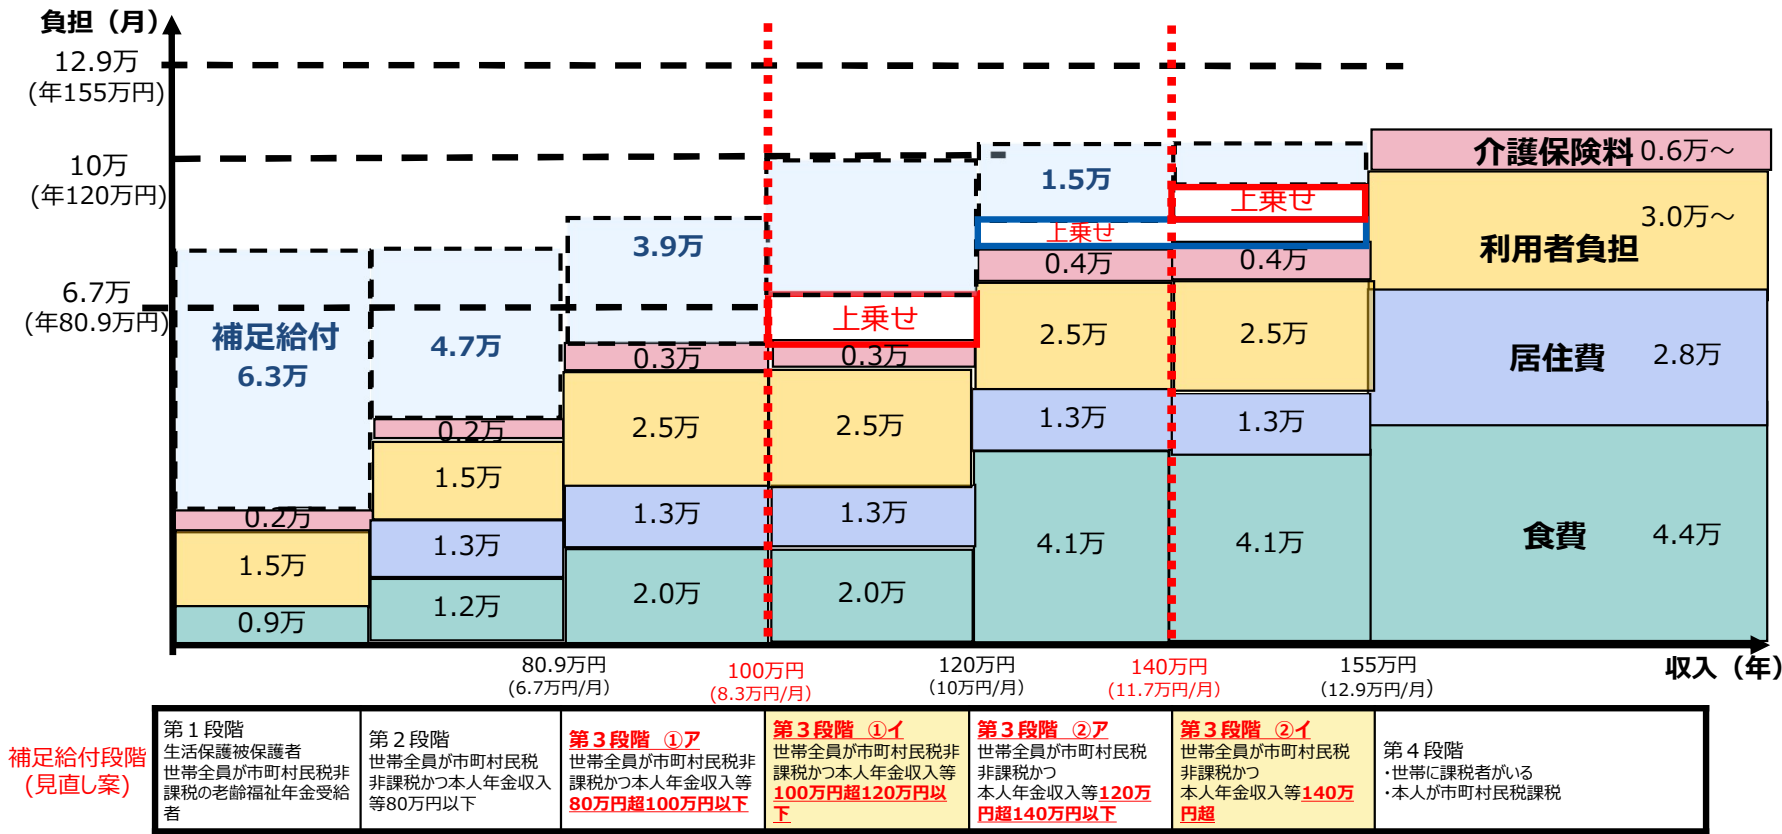 負担（月）
12.9万
(年155万円)
10万
(年120万円)
6.7万
(年80.9万円)
補足給付
6.3万
0.2万
1.5万
0.9万
4.7万
0.2万
1.5万
1.3万
1.2万
3.9万
0.3万
2.5万
1.3万
2.0万
上乗せ
0.3万
2.5万
1.3万
2.0万
1.5万
上乗せ
0.4万
2.5万
1.3万
4.1万
上乗せ
0.4万
2.5万
1.3万
4.1万
介護保険料 0.6万～
利用者負担 3.0万～
居住費 2.8万
食費 4.4万
80.9万円
(6.7万円/月)
100万円
(8.3万円/月)
120万円
(10万円/月)
140万円
(11.7万円/月)
155万円
(12.9万円/月)
収入（年）
補足給付段階
(見直し案)
第１段階
生活保護被保護者
世帯全員が市町村民税非
課税の老齢福祉年金受給
者
第２段階
世帯全員が市町村民税
非課税かつ本人年金収入
等80万円以下
第３段階 ①ア
世帯全員が市町村民税非
課税かつ本人年金収入等
80万円超100万円以下
第３段階 ①イ
世帯全員が市町村民税非
課税かつ本人年金収入等
100万円超120万円以
下
第３段階 ②ア
世帯全員が市町村民税
非課税かつ
本人年金収入等120万
円超140万円以下
第３段階 ②イ
世帯全員が市町村民税
非課税かつ
本人年金収入等140万
円超
第４段階
・世帯に課税者がいる
・本人が市町村民税課税